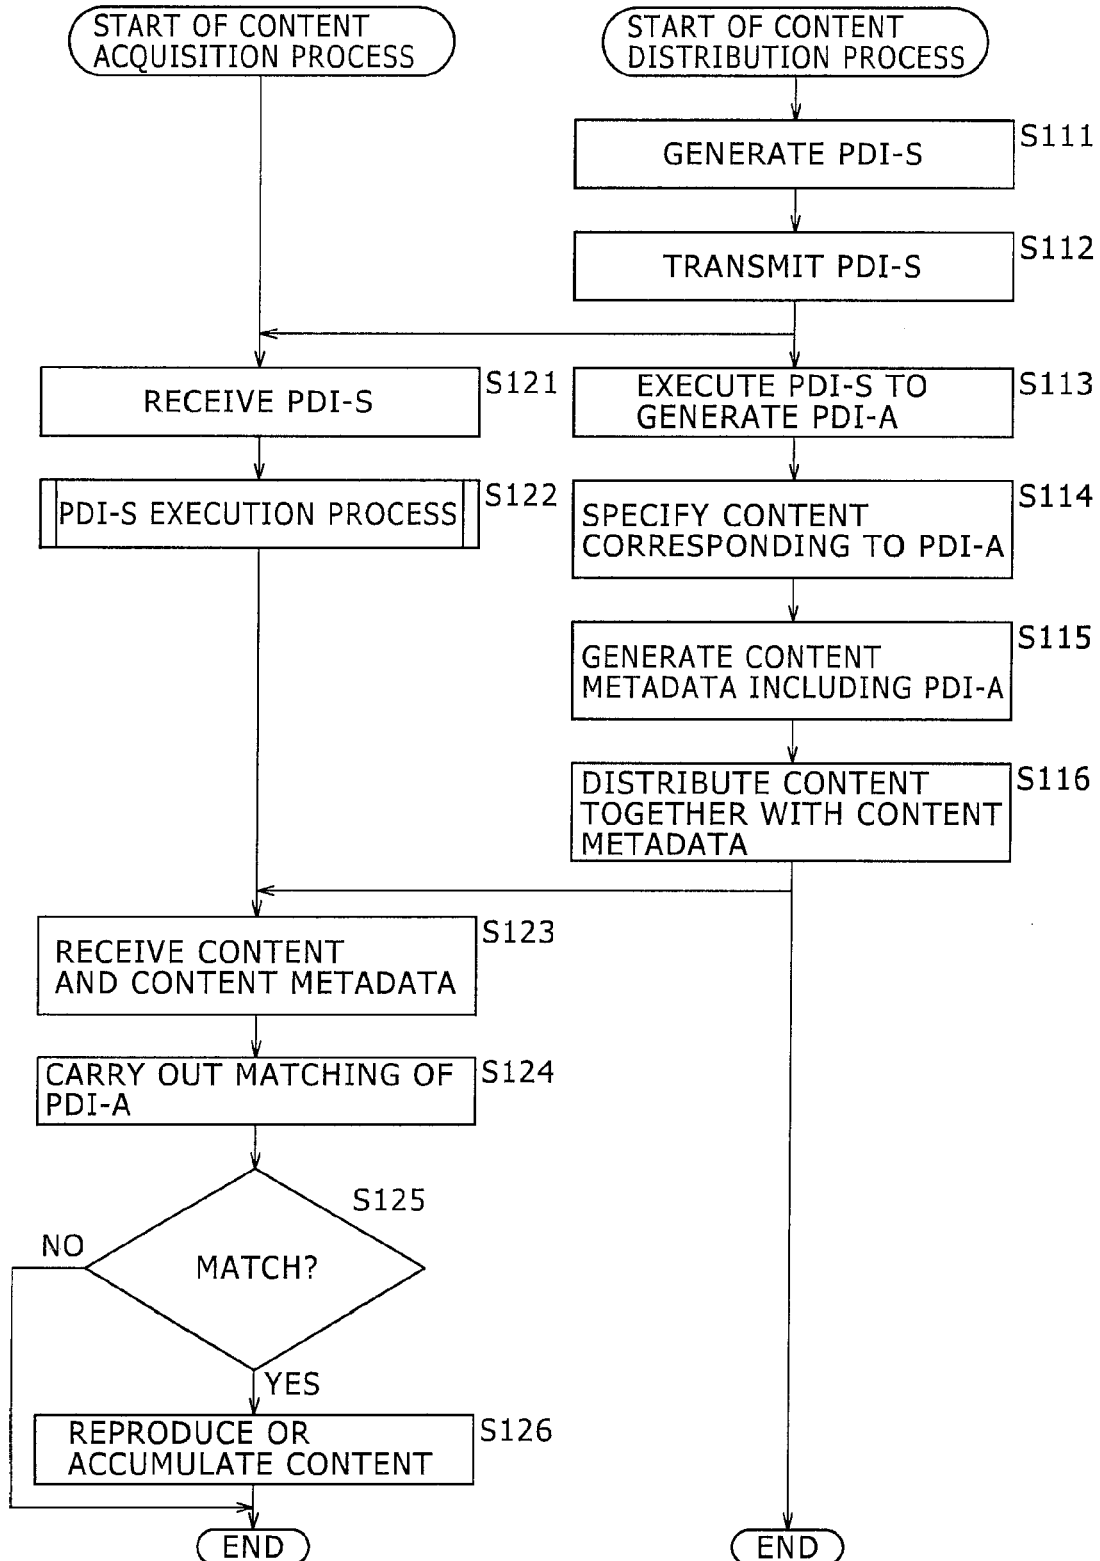 START OF CONTENT
ACQUISITION PROCESS
START OF CONTENT
DISTRIBUTION PROCESS
GENERATE PDI-S
S111
TRANSMIT PDI-S
S112
RECEIVE PDI-S
S121
EXECUTE PDI-S TO
GENERATE PDI-A
S113
PDI-S EXECUTION PROCESS
S122
SPECIFY CONTENT
CORRESPONDING TO PDI-A
S114
GENERATE CONTENT
METADATA INCLUDING PDI-A
S115
DISTRIBUTE CONTENT
TOGETHER WITH CONTENT
METADATA
S116
RECEIVE CONTENT
AND CONTENT METADATA
S123
CARRY OUT MATCHING OF
PDI-A
S124
S125
NO
MATCH?
YES
REPRODUCE OR
ACCUMULATE CONTENT
S126
END
END